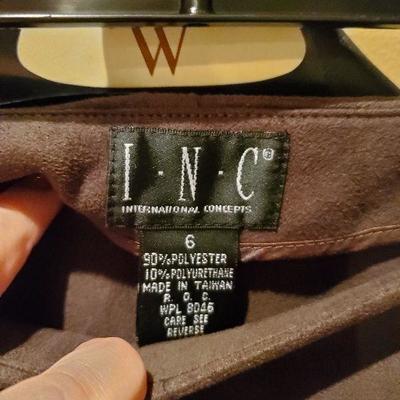 W
I·N·C®
INTERNATIONAL CONCEPTS
6
90% POLYESTER
10% POLYURETHANE
MADE IN TAIWAN
R. O. C.
WPL 8046
CARE SEE
REVERSE